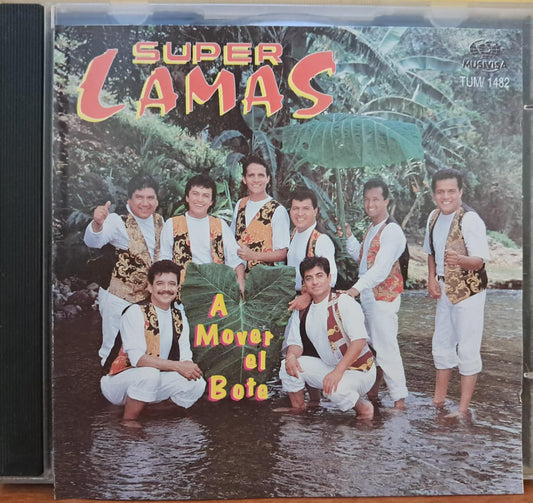 SUPER
LAMAS
MUSIVISA
TUM/1482
A
Mover
el
Bote